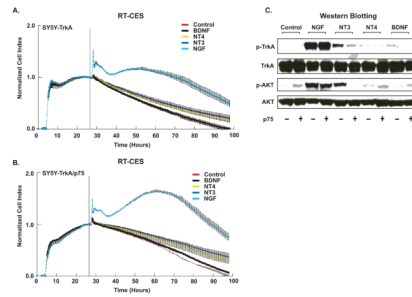 A.
RT-CES
SY5Y-TrkA
Control
BDNF
NT4
NT3
NGF
Normalized Cell Index
2.0
1.0
0.0
0 10 20 30 40 50 60 70 80 90 100
Time (Hours)
B.
RT-CES
SY5Y-TrkA/p75
Control
BDNF
NT4
NT3
NGF
Normalized Cell Index
2.0
1.0
0.0
0 10 20 30 40 50 60 70 80 90 100
Time (Hours)
C.
Western Blotting
Control NGF NT3 NT4 BDNF
p-TrkA
TrkA
p-AKT
AKT
p75 – + – + – + – + – +